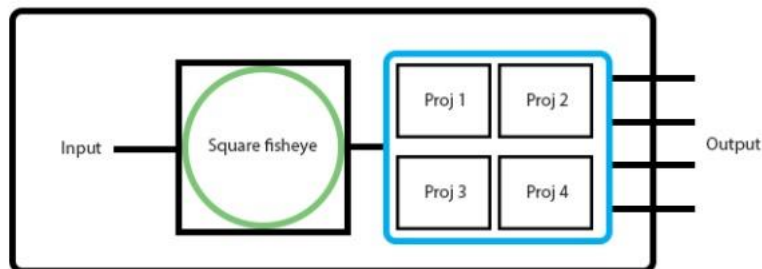 Input
Square fisheye
Proj 1
Proj 2
Proj 3
Proj 4
Output